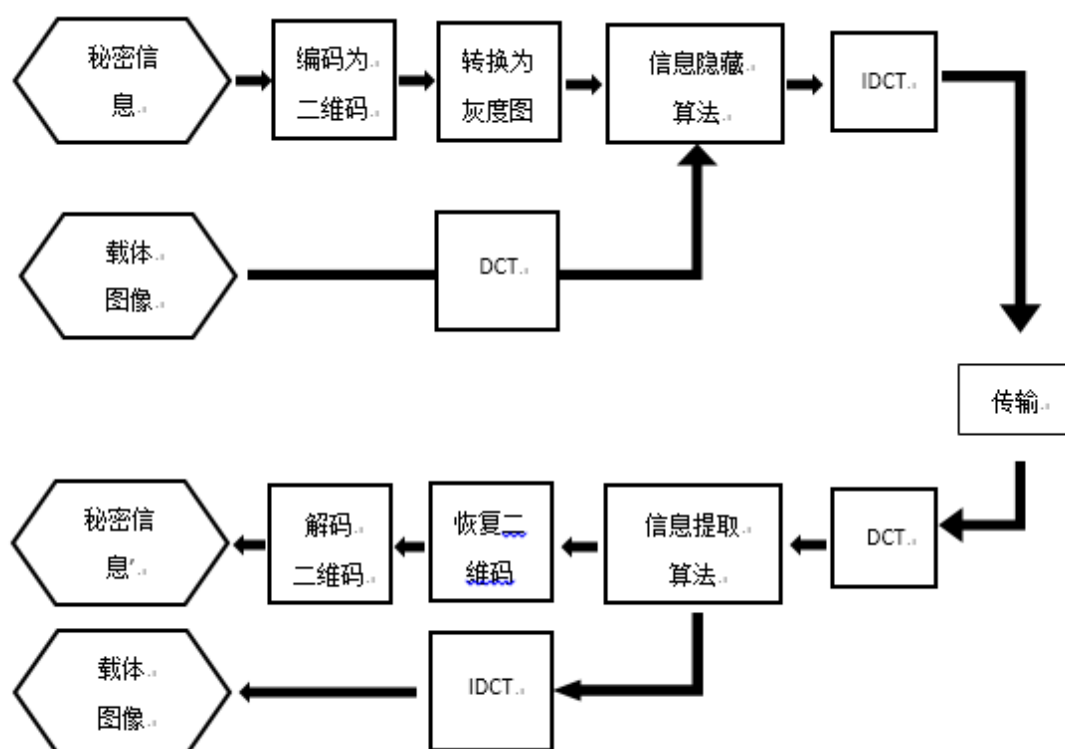 秘密信
息
编码为
二维码
转换为
灰度图
信息隐藏
算法
IDCT
载体
图像
DCT
传输
秘密信
息’
解码
二维码
恢复二
维码
信息提取
算法
DCT
载体
图像
IDCT